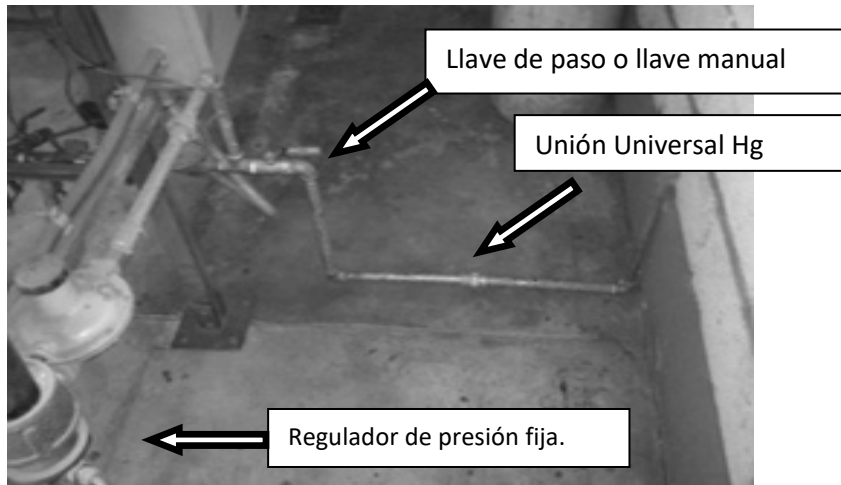 Llave de paso o llave manual
Unión Universal Hg
Regulador de presión fija.